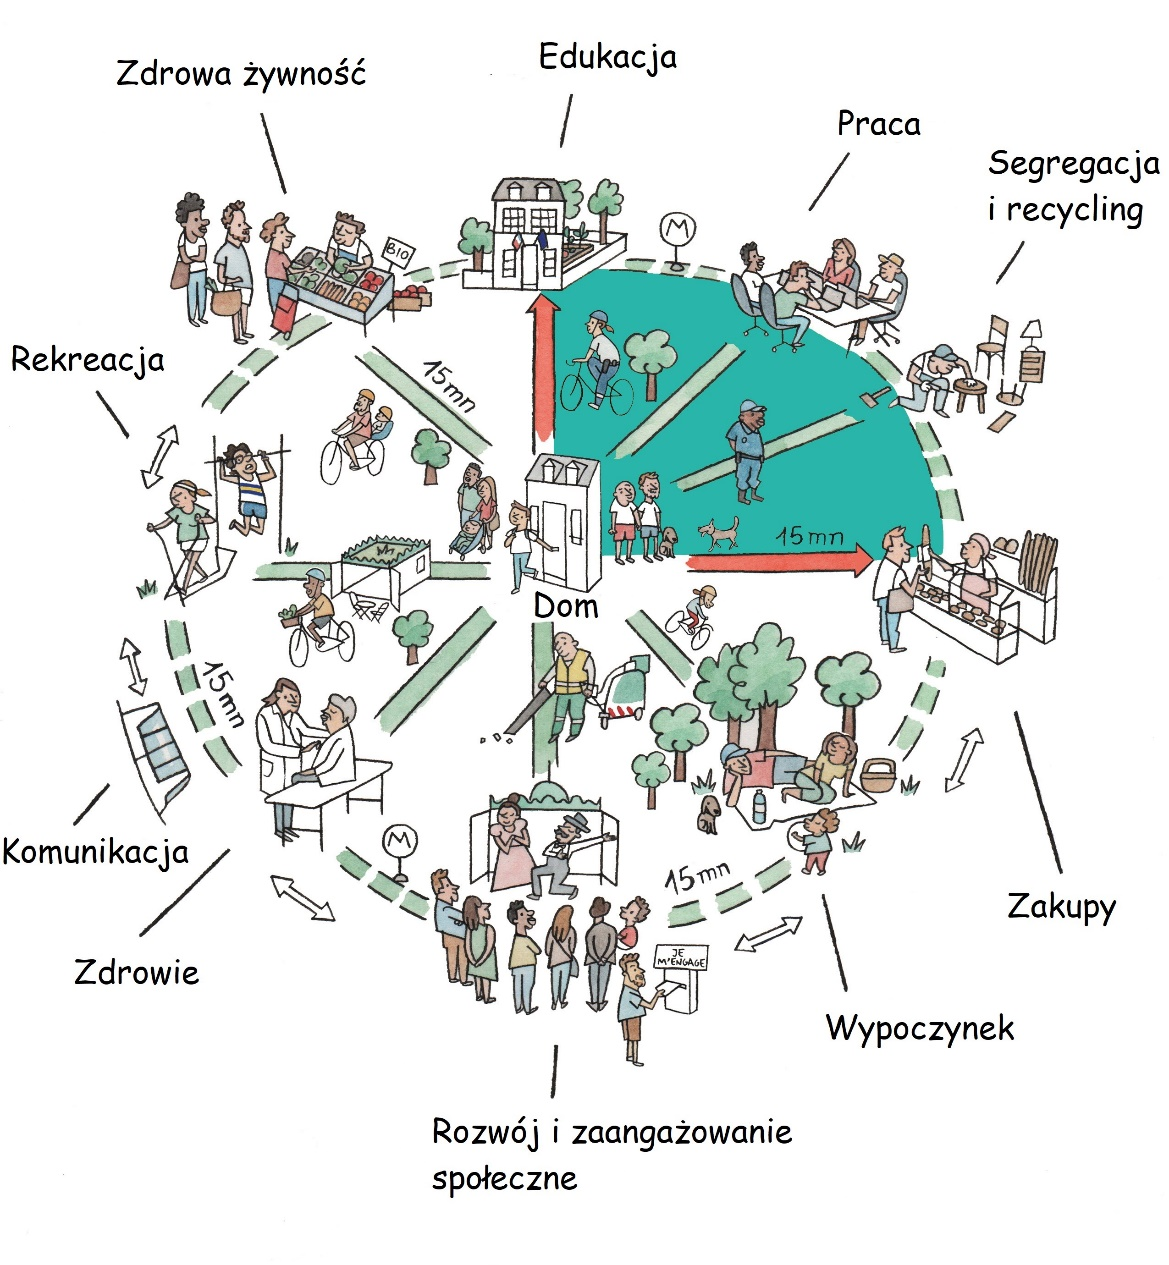 Edukacja
Zdrowa żywność
Praca
Segregacja
i recykling
M
BIO
Rekreacja
15mn
15mn
Dom
15mn
Komunikacja
M
15mn
Zakupy
JE
M'ENGAGE
Zdrowie
Wypoczynek
Rozwój i zaangażowanie
społeczne